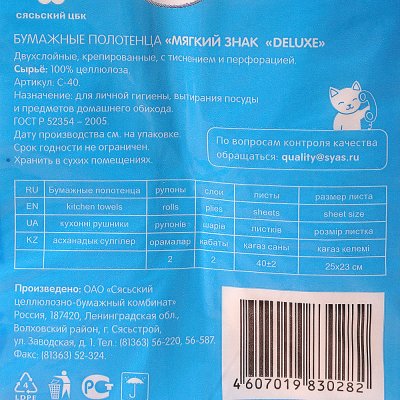 СЯСЬСКИЙ ЦБК
БУМАЖНЫЕ ПОЛОТЕНЦА «МЯГКИЙ ЗНАК «DELUXE»
Двухслойные, крепированные, с тиснением и перфорацией.
Сырьё: 100% целлюлоза.
Артикул: С-40.
Назначение: для личной гигиены, вытирания посуды
и предметов домашнего обихода.
ГОСТ Р 52354 – 2005.
Дату производства см. на упаковке.
Срок годности не ограничен.
Хранить в сухих помещениях.
По вопросам контроля качества
обращаться: quality@syas.ru
RU Бумажные полотенца рулоны слои листы размер листа
EN kitchen towels rolls plies sheets sheet size
UA кухонні рушники рулонів шарів листків розмір листка
KZ асханадық сүлгілер орамалар қабаты қағаз саны қағаз көлемі
2 2 40±2 25х23 см
Произведено: ОАО «Сясьский
целлюлозно-бумажный комбинат»
Россия, 187420, Ленинградская обл.,
Волховский район, г. Сясьстрой,
ул. Заводская, д. 1. Тел.: (81363) 56-220, 56-587.
Факс: (81363) 52-324.
4
LDPE
РСТ
4 607019 830282